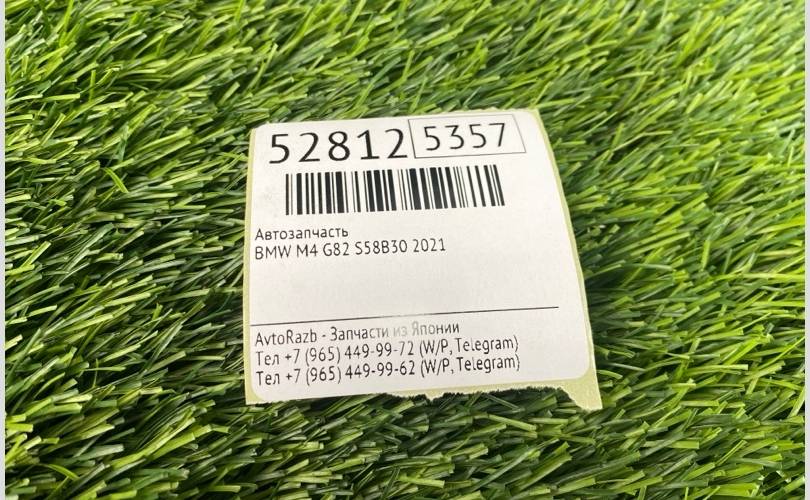 52812 5357
Автозапчасть
BMW M4 G82 S58B30 2021
AvtoRazb - Запчасти из Японии
Тел +7 (965) 449-99-72 (W/P, Telegram)
Тел +7 (965) 449-99-62 (W/P, Telegram)